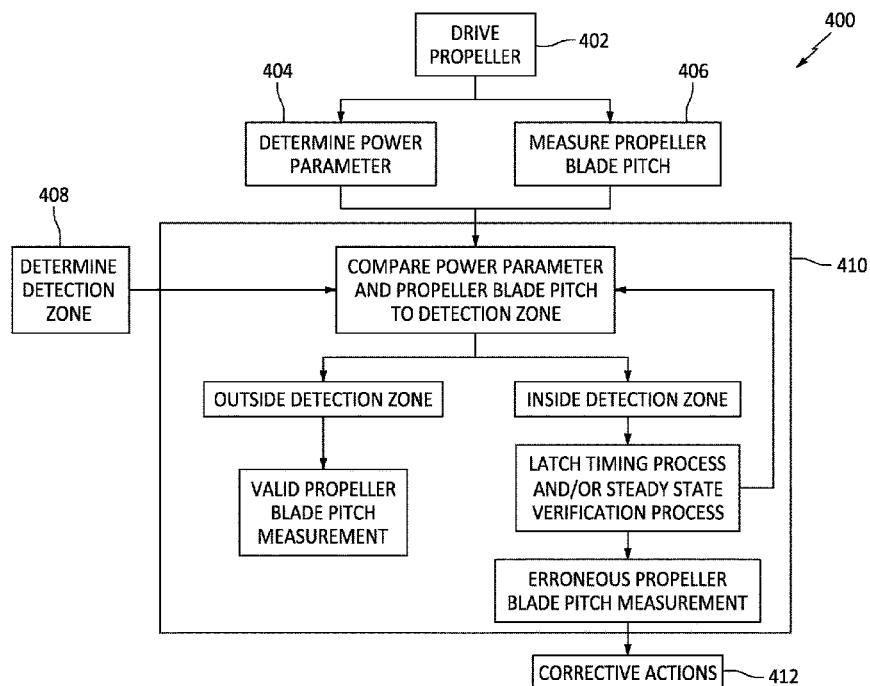 DRIVE
PROPELLER
402
400
404
406
DETERMINE POWER
PARAMETER
MEASURE PROPELLER
BLADE PITCH
408
DETERMINE
DETECTION
ZONE
COMPARE POWER PARAMETER
AND PROPELLER BLADE PITCH
TO DETECTION ZONE
410
OUTSIDE DETECTION ZONE
INSIDE DETECTION ZONE
VALID PROPELLER
BLADE PITCH
MEASUREMENT
LATCH TIMING PROCESS
AND/OR STEADY STATE
VERIFICATION PROCESS
ERRONEOUS PROPELLER
BLADE PITCH MEASUREMENT
CORRECTIVE ACTIONS
412